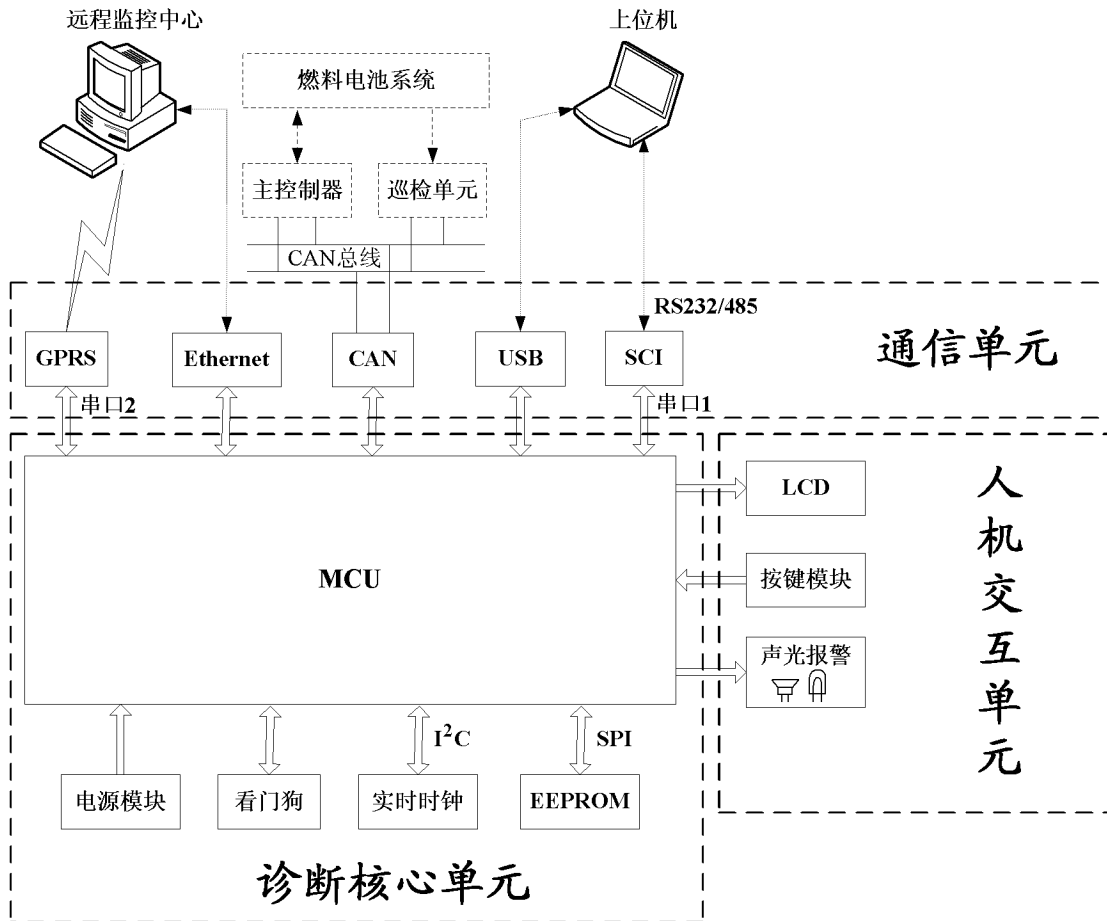 远程监控中心
上位机
燃料电池系统
主控制器
巡检单元
CAN总线
RS232/485
GPRS
Ethernet
CAN
USB
SCI
通信单元
串口2
串口1
MCU
LCD
按键模块
声光报警
人机交互单元
I²C
SPI
电源模块
看门狗
实时时钟
EEPROM
诊断核心单元